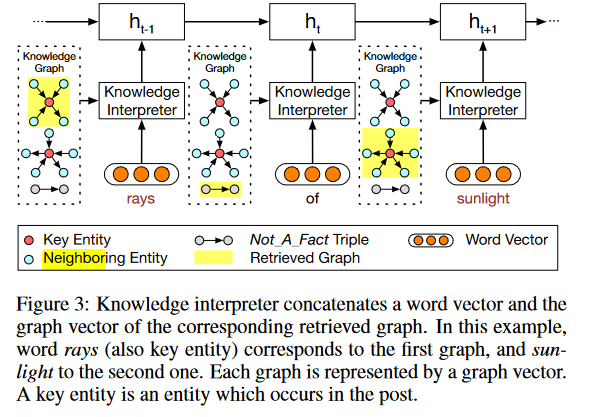 h t-1
h t
h t+1
Knowledge
Graph
Knowledge
Interpreter
rays
Knowledge
Graph
Knowledge
Interpreter
of
Knowledge
Graph
Knowledge
Interpreter
sunlight
Key Entity
Not_A_Fact Triple
Word Vector
Neighboring Entity
Retrieved Graph
Figure 3: Knowledge interpreter concatenates a word vector and the
graph vector of the corresponding retrieved graph. In this example,
word rays (also key entity) corresponds to the first graph, and sun-
light to the second one. Each graph is represented by a graph vector.
A key entity is an entity which occurs in the post.